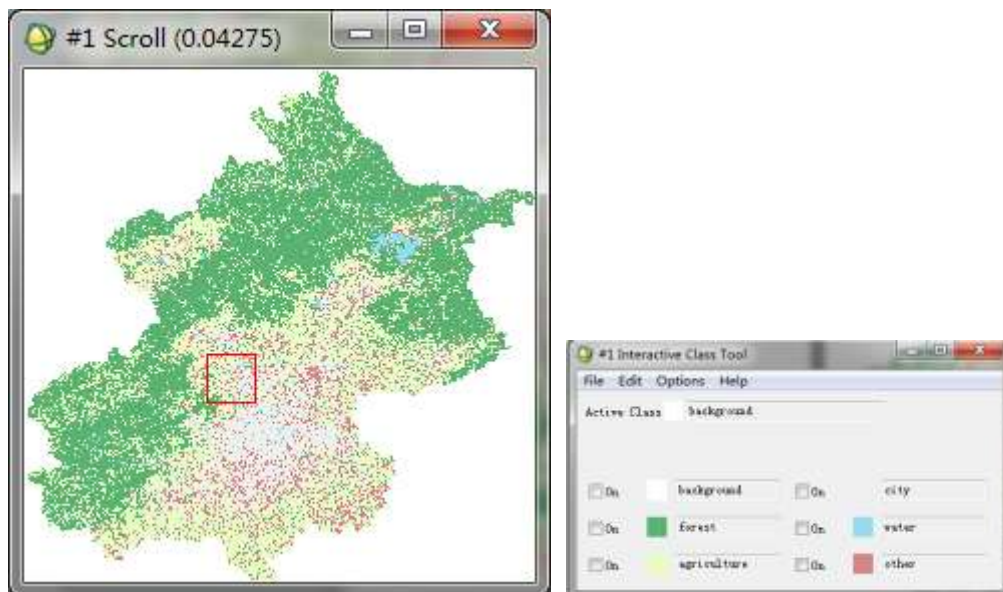 #1 Scroll (0.04275)
#1 Interactive Class Tool
File Edit Options Help
Active Class background
On background On city
On forest On water
On agriculture On other